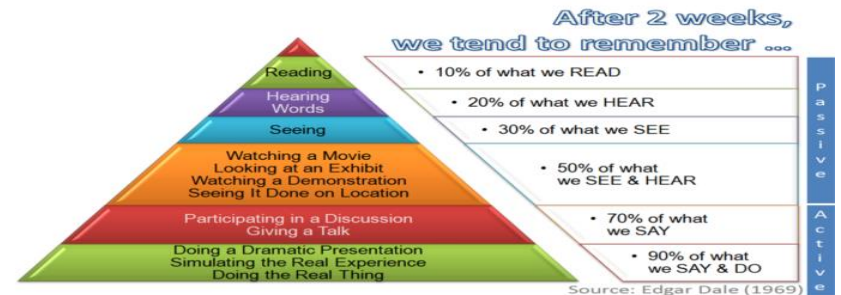 After 2 weeks,
we tend to remember ...
Reading
• 10% of what we READ
Hearing
Words
• 20% of what we HEAR
Seeing
• 30% of what we SEE
Watching a Movie
Looking at an Exhibit
Watching a Demonstration
Seeing It Done on Location
• 50% of what
we SEE & HEAR
Participating in a Discussion
Giving a Talk
• 70% of what
we SAY
Doing a Dramatic Presentation
Simulating the Real Experience
Doing the Real Thing
• 90% of what
we SAY & DO
Passive
Active
Source: Edgar Dale (1969)